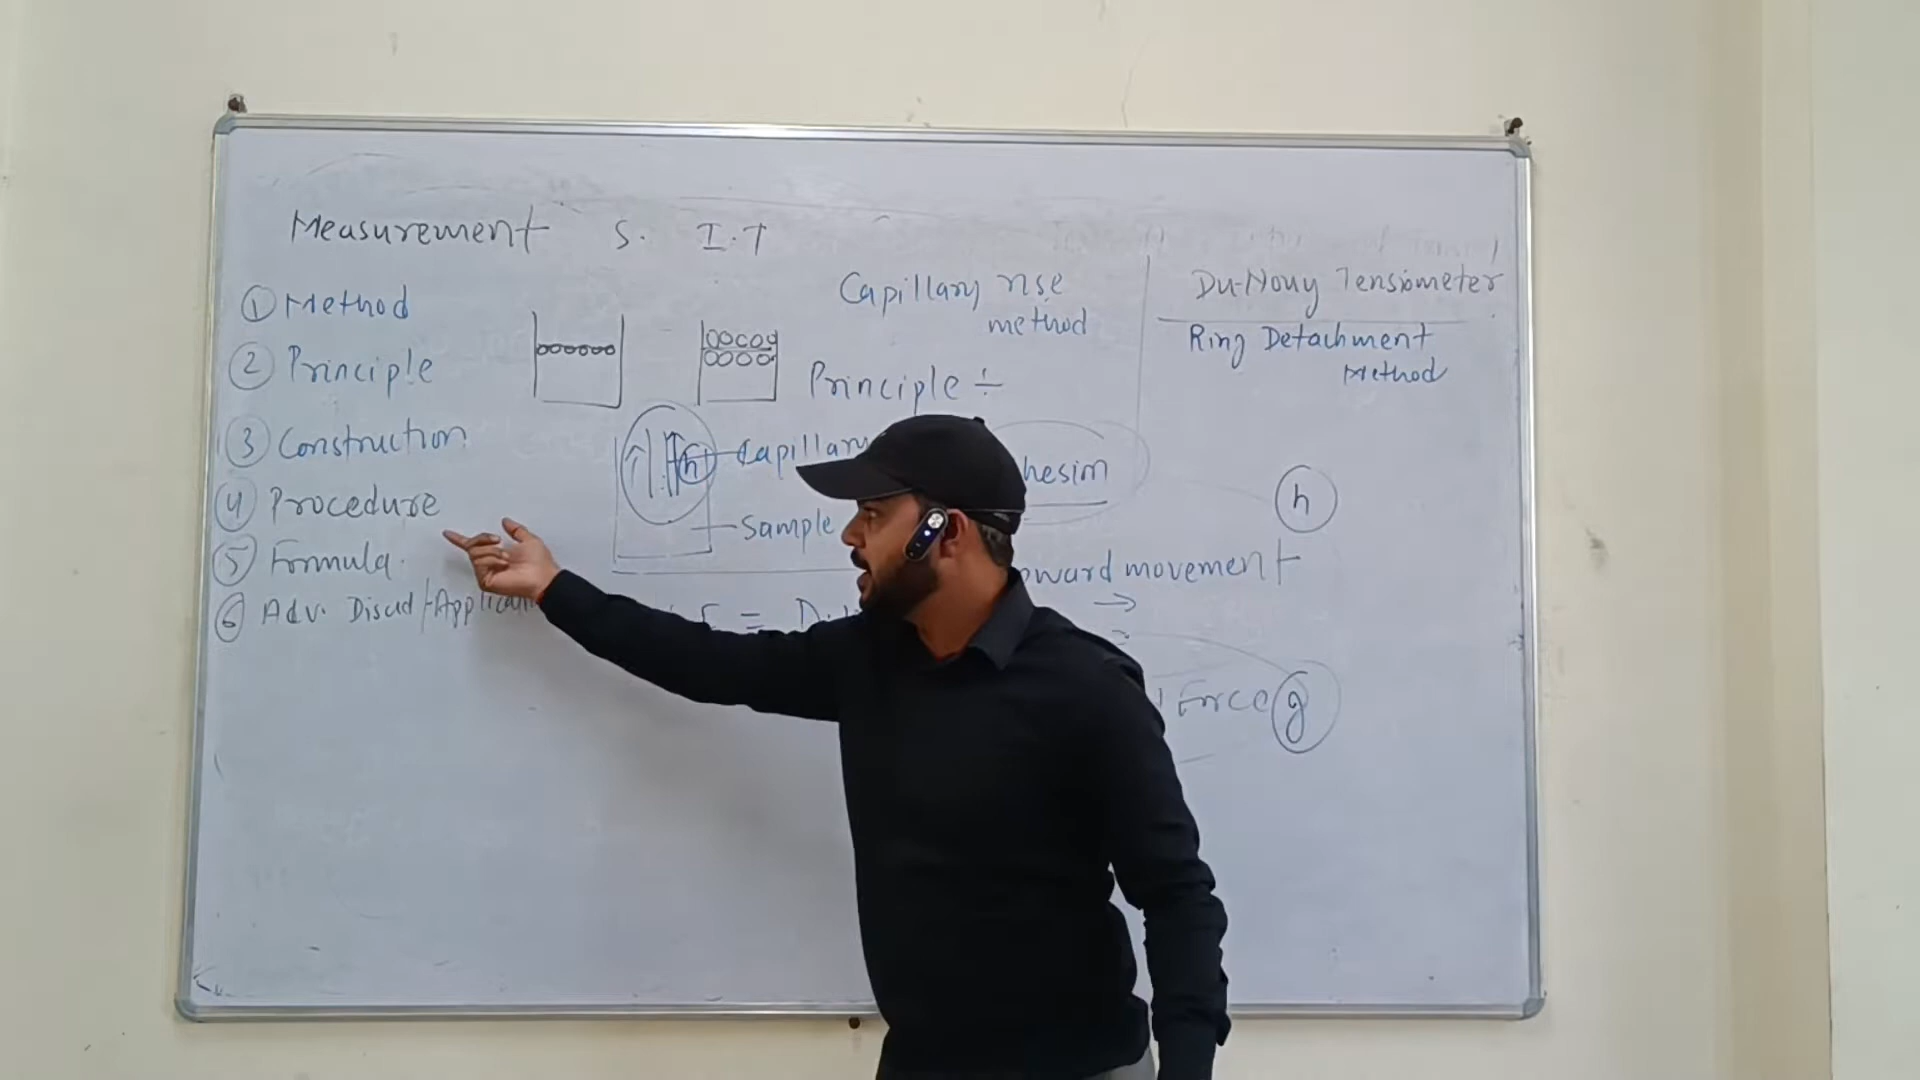 Measurement S. I.T
① Method
② Principle
③ Construction
④ Procedure
⑤ Formula.
⑥ Adv. Disad/Applicati
Capillary rise
method
Principle ÷
Capillary
h
Sample
hesion
ward movement
→
Force g
Du-Nouy Tensiometer
Ring Detachment
Method
h